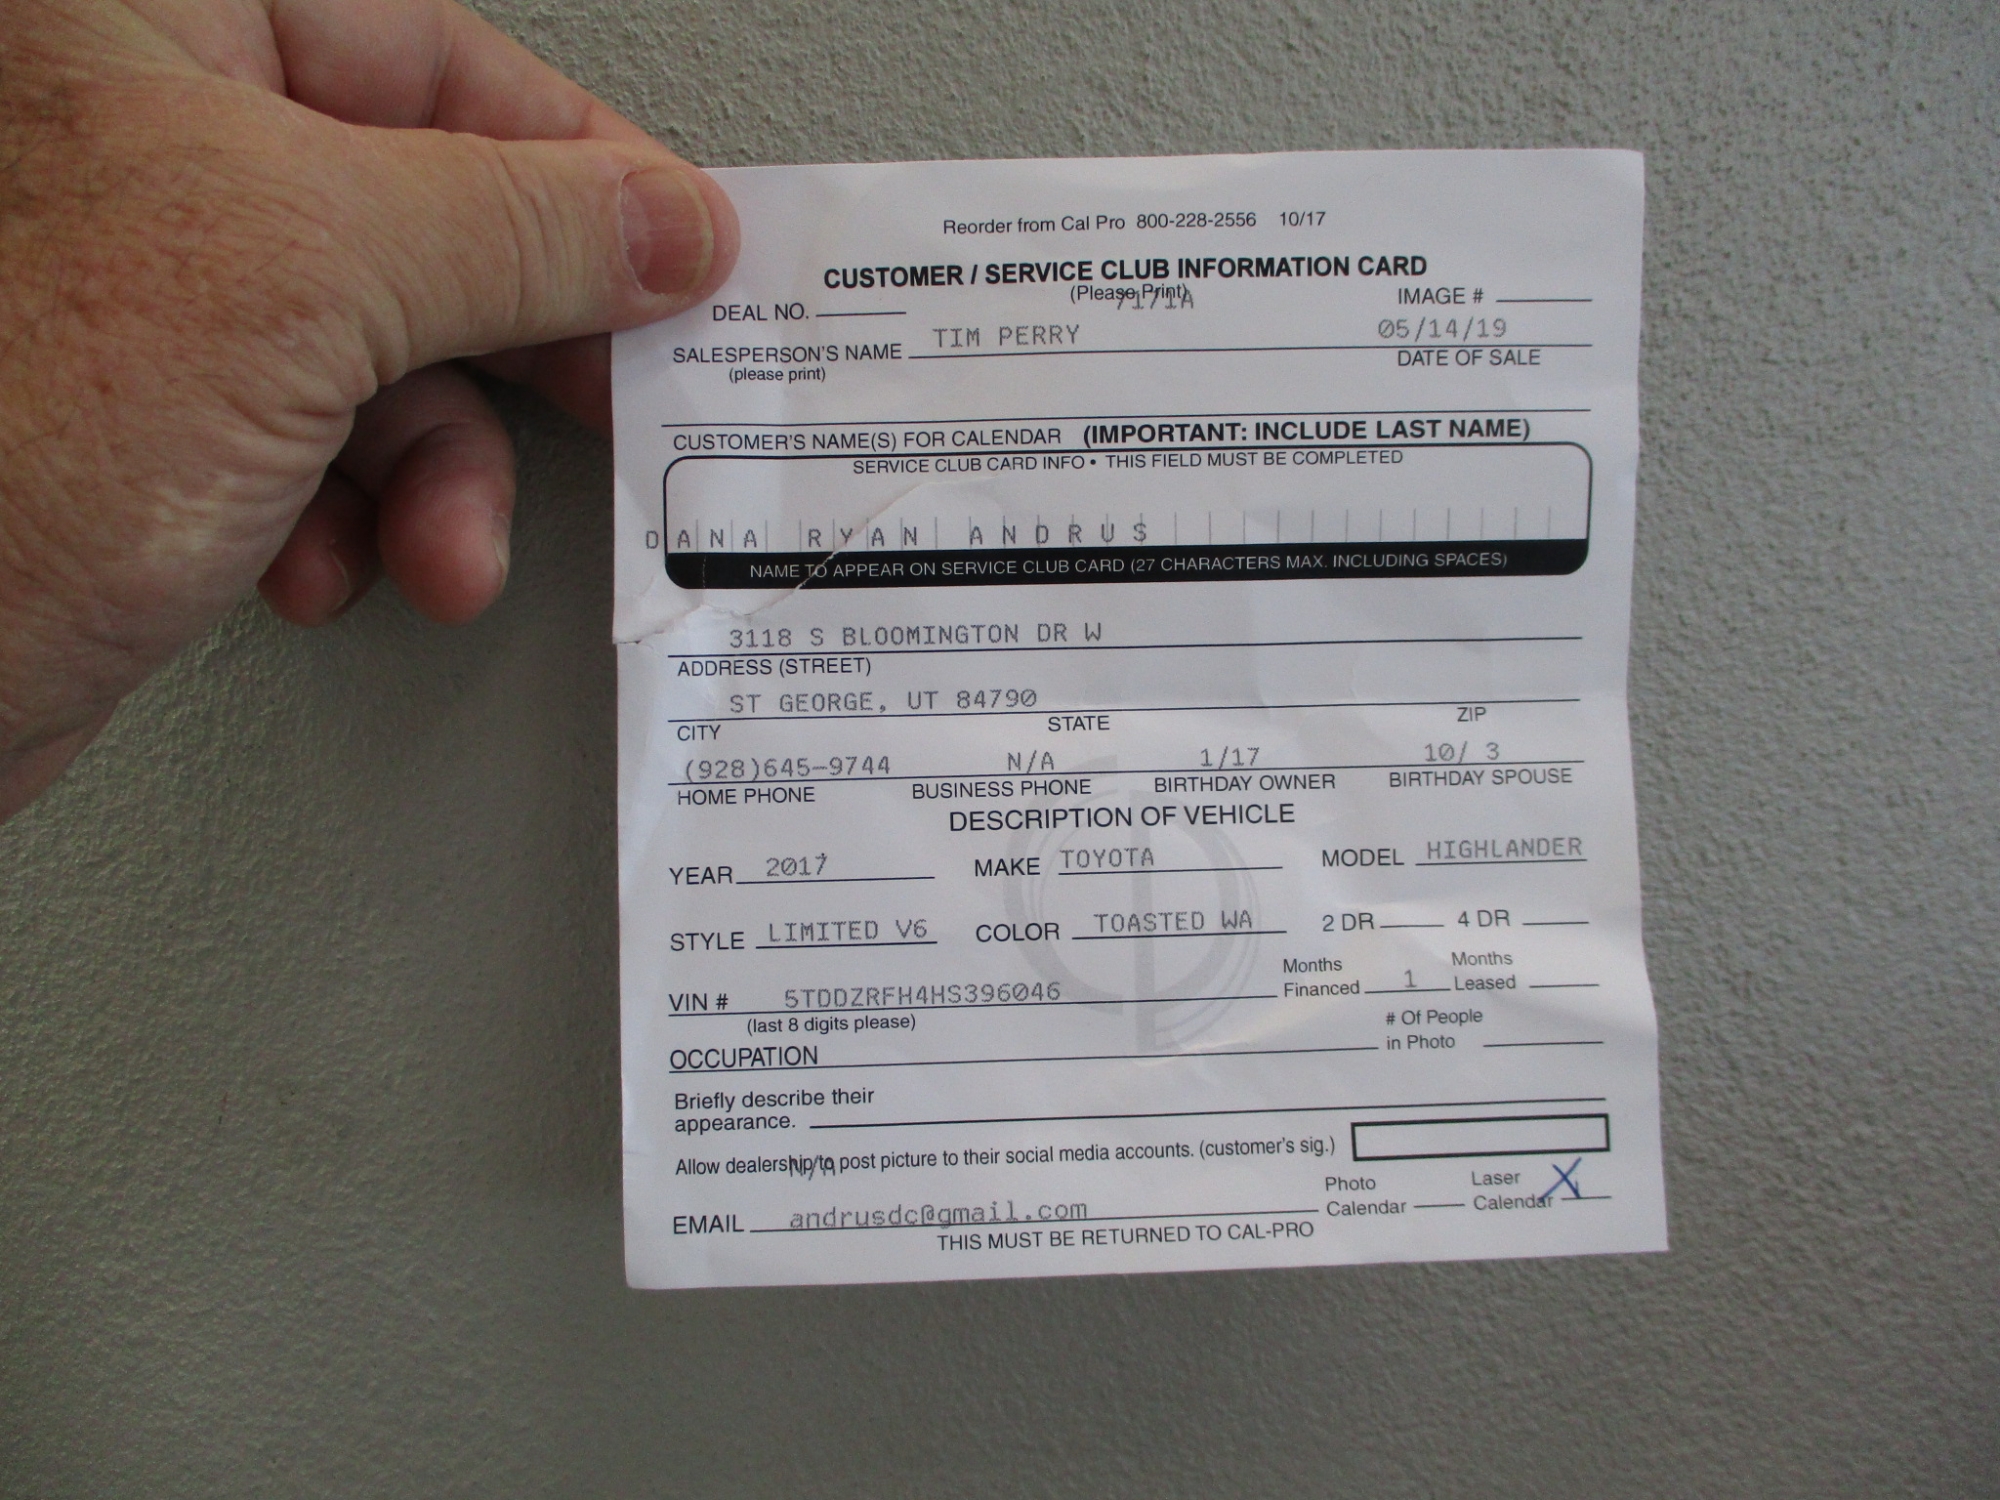 Reorder from Cal Pro 800-228-2556 10/17
CUSTOMER / SERVICE CLUB INFORMATION CARD
(Please Print)
DEAL NO. IMAGE #
TIM PERRY 05/14/19
SALESPERSON'S NAME DATE OF SALE
(please print)
CUSTOMER'S NAME(S) FOR CALENDAR (IMPORTANT: INCLUDE LAST NAME)
SERVICE CLUB CARD INFO • THIS FIELD MUST BE COMPLETED
DANA RYAN ANDRUS
NAME TO APPEAR ON SERVICE CLUB CARD (27 CHARACTERS MAX. INCLUDING SPACES)
3118 S BLOOMINGTON DR W
ADDRESS (STREET)
ST GEORGE, UT 84790
CITY STATE ZIP
(928)645-9744 N/A 1/17 10/ 3
HOME PHONE BUSINESS PHONE BIRTHDAY OWNER BIRTHDAY SPOUSE
DESCRIPTION OF VEHICLE
YEAR 2017 MAKE TOYOTA MODEL HIGHLANDER
STYLE LIMITED V6 COLOR TOASTED WA 2 DR 4 DR
Months Months
VIN # 5TDDZRFH4HS396046 Financed 1 Leased
(last 8 digits please) # Of People
OCCUPATION in Photo
Briefly describe their
appearance.
Allow dealership to post picture to their social media accounts. (customer's sig.)
N/A
Photo Laser X
EMAIL andrusdc@gmail.com Calendar Calendar
THIS MUST BE RETURNED TO CAL-PRO